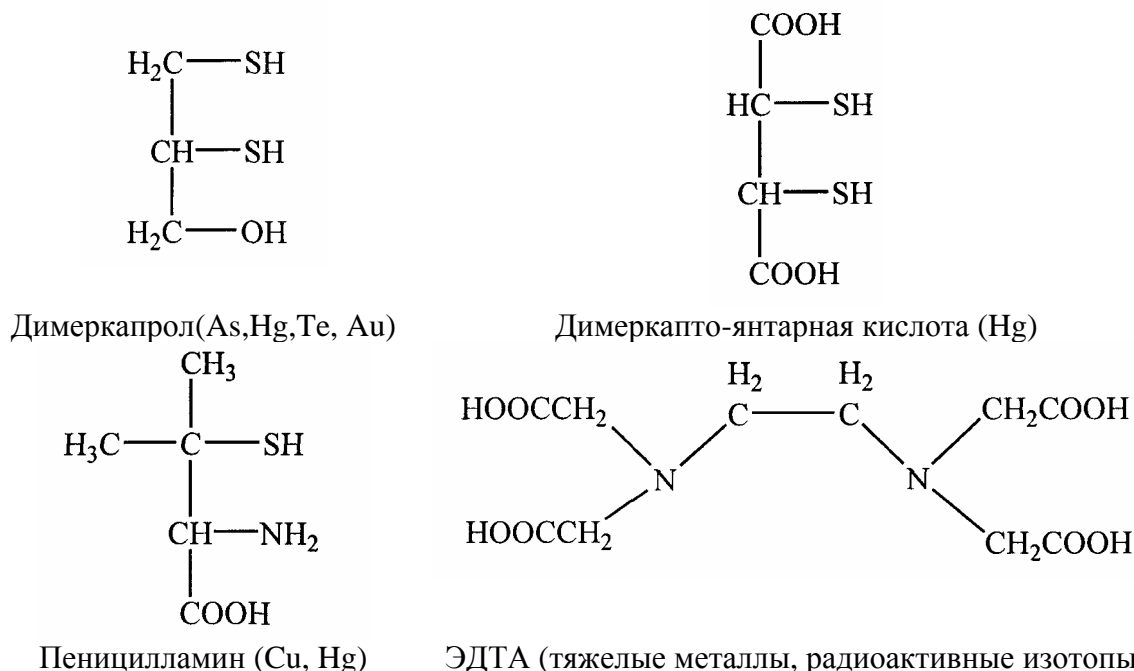 H₂C—SH
CH—SH
H₂C—OH
COOH
HC—SH
CH—SH
COOH
Димеркапрол(As,Hg,Te, Au)
Димеркапто-янтарная кислота (Hg)
CH₃
H₃C—C—SH
CH—NH₂
COOH
H₂ H₂
HOOCCH₂ C—C CH₂COOH
N N
HOOCCH₂ CH₂COOH
Пеницилламин (Cu, Hg)
ЭДТА (тяжелые металлы, радиоактивные изотопы